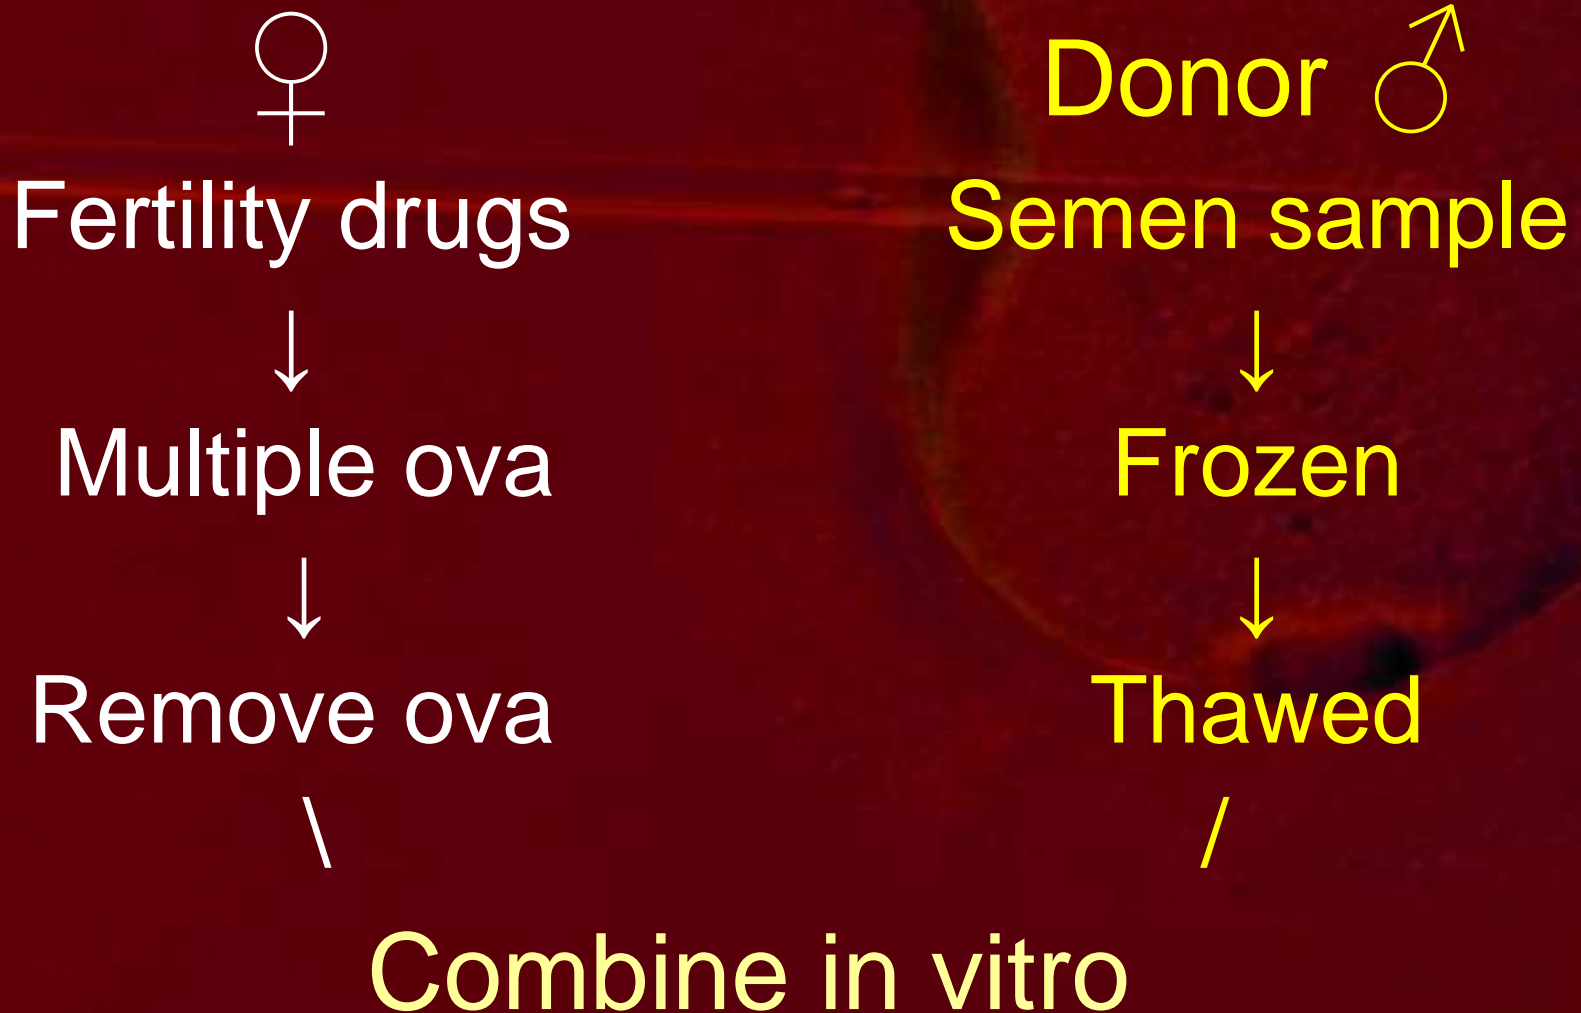 ♀
Donor ♂
Fertility drugs
Semen sample
↓
↓
Multiple ova
Frozen
↓
↓
Remove ova
Thawed
\
/
Combine in vitro